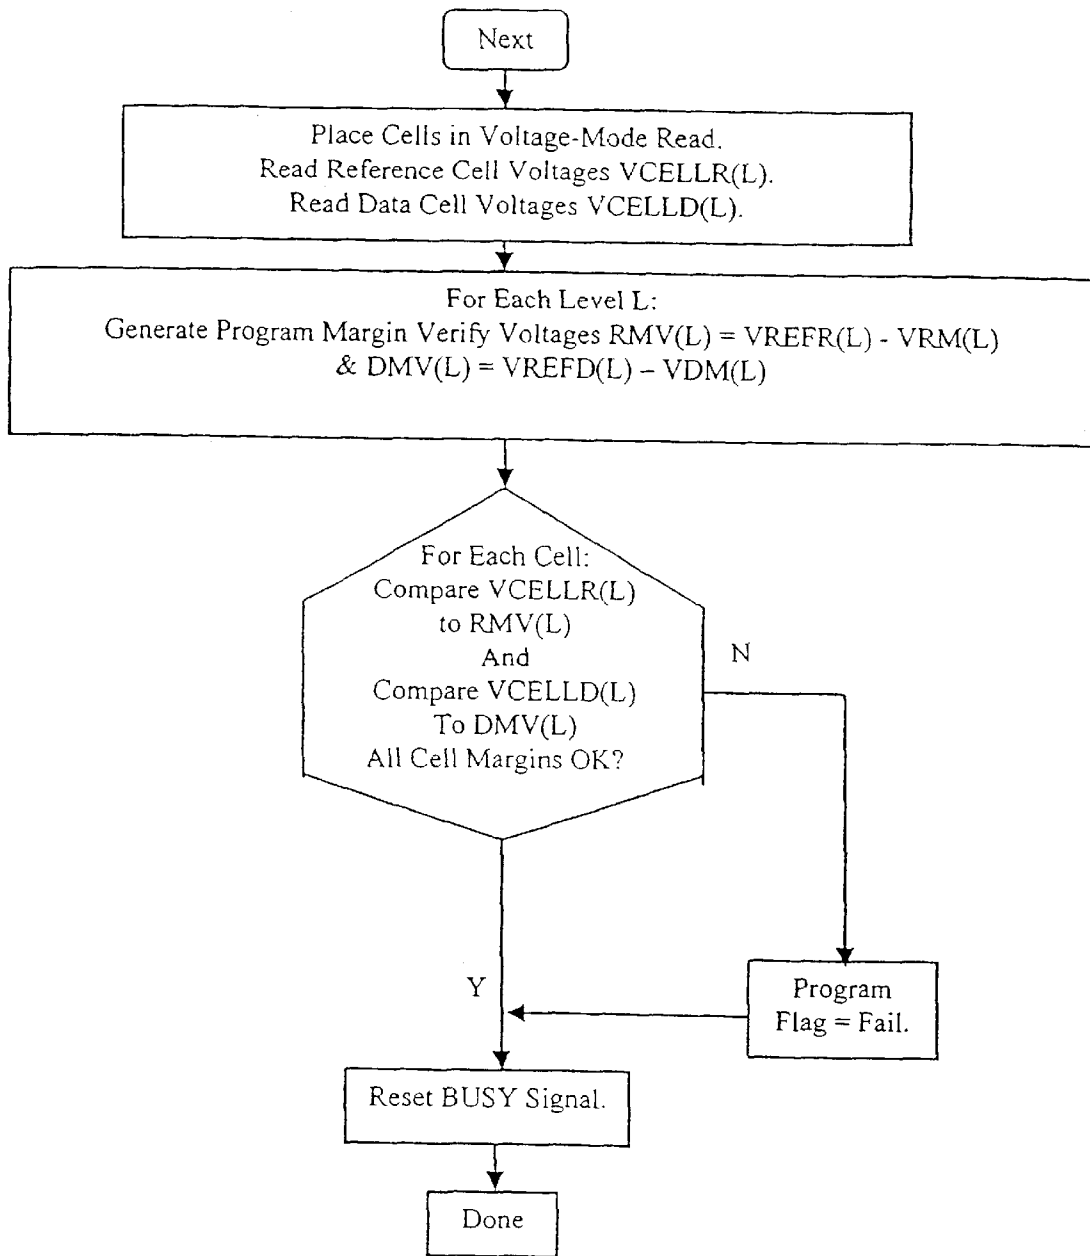 Next
Place Cells in Voltage-Mode Read.
Read Reference Cell Voltages VCELLR(L).
Read Data Cell Voltages VCELLD(L).
For Each Level L:
Generate Program Margin Verify Voltages RMV(L) = VREFR(L) - VRM(L)
& DMV(L) = VREFD(L) – VDM(L)
For Each Cell:
Compare VCELLR(L)
to RMV(L)
And
Compare VCELLD(L)
To DMV(L)
All Cell Margins OK?
N
Y
Program
Flag = Fail.
Reset BUSY Signal.
Done